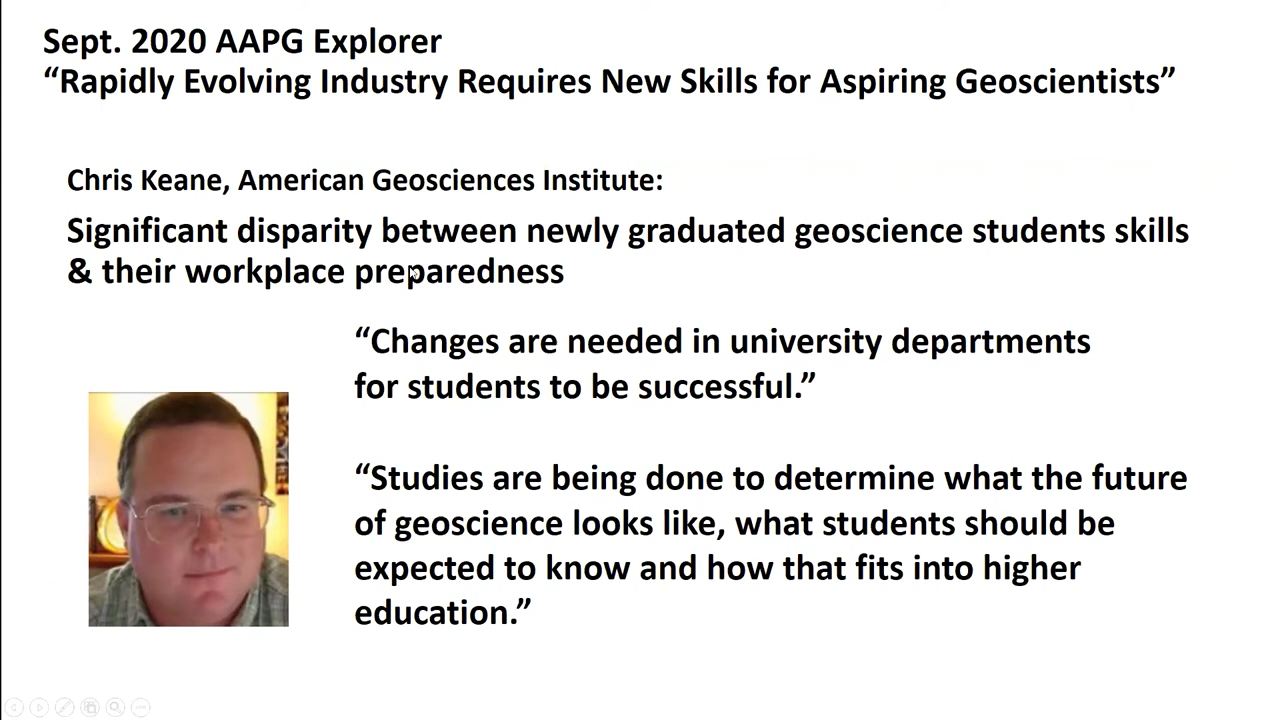 Sept. 2020 AAPG Explorer
“Rapidly Evolving Industry Requires New Skills for Aspiring Geoscientists”
Chris Keane, American Geosciences Institute:
Significant disparity between newly graduated geoscience students skills
& their workplace preparedness
“Changes are needed in university departments
for students to be successful.”
“Studies are being done to determine what the future
of geoscience looks like, what students should be
expected to know and how that fits into higher
education.”